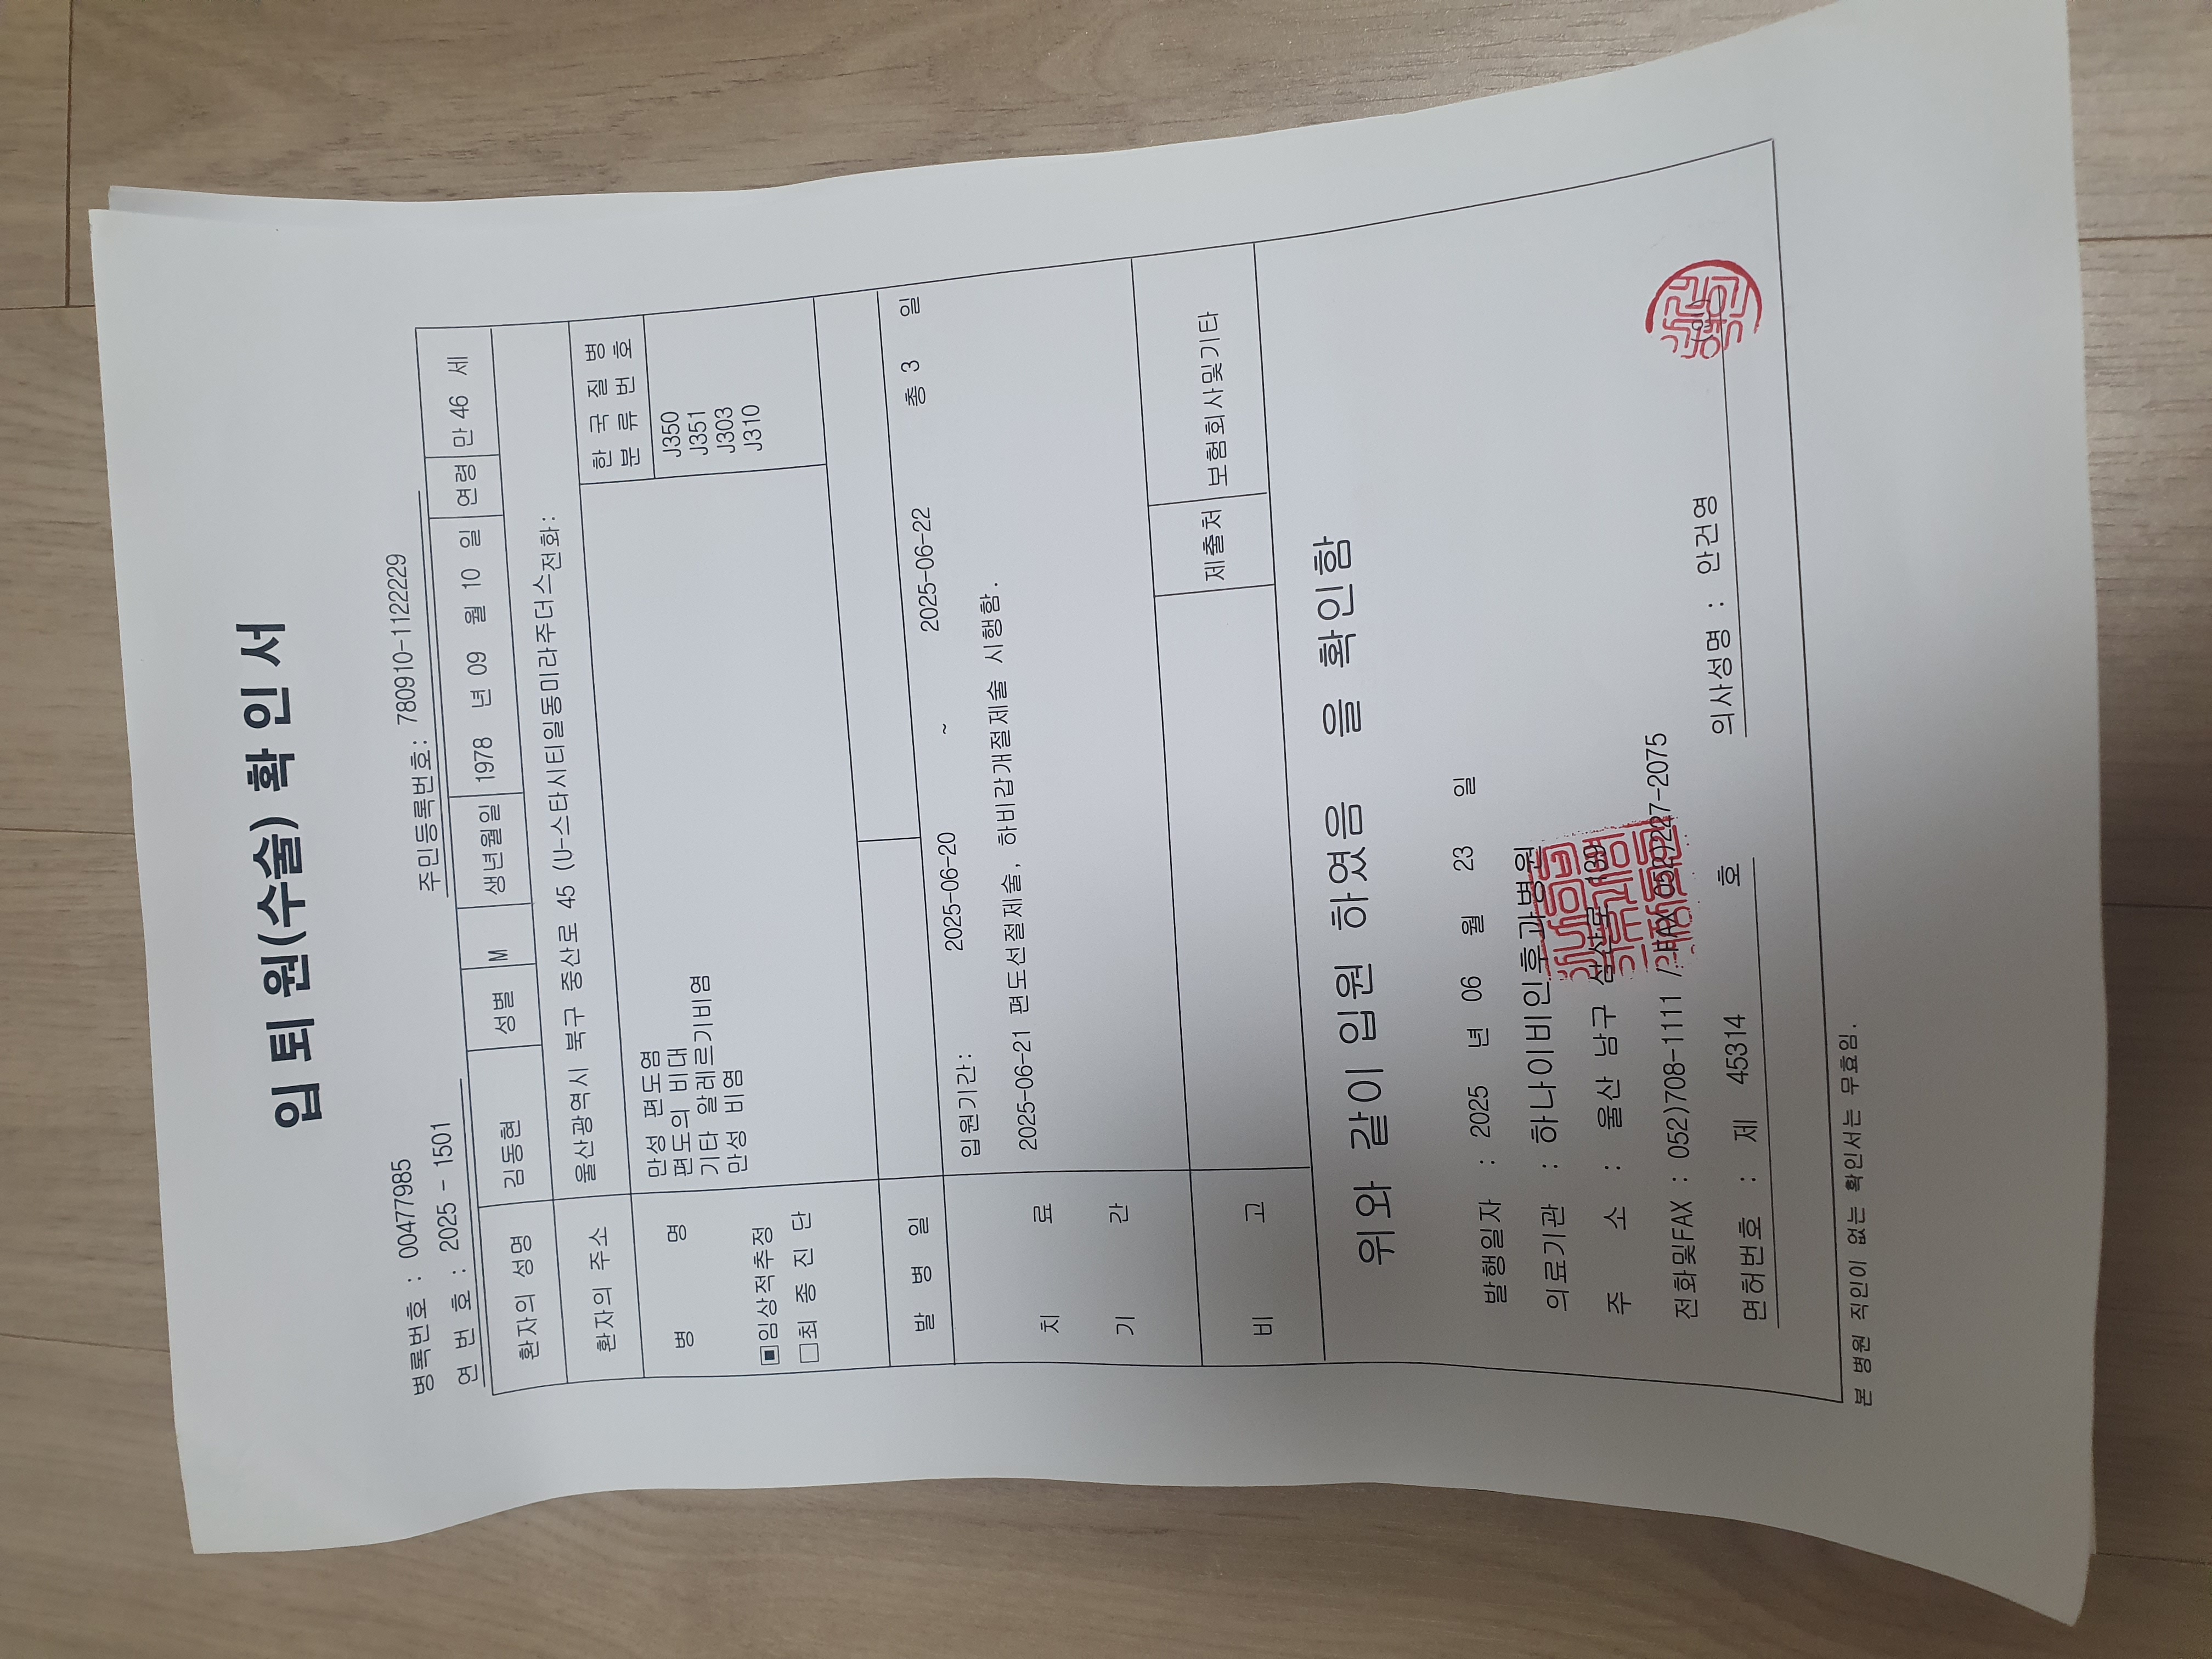 입 퇴 원(수술) 확 인 서
병록번호 : 00477985
연 번 호 : 2025 - 1501
주민등록번호: 780910-1122229
환자의 성명 김동현 성별 M 생년월일 1978 년 09 월 10 일 연령 만 46 세
환자의 주소 울산광역시 북구 중산로 45 (U-스타시티일동미라주더스 전화:
병 명
■임상적추정
□최 종 진 단
만성 편도염
편도의 비대
기타 알레르기비염
만성 비염
한 국 질 병
분 류 번 호
J350
J351
J303
J310
발 병 일
치 료
기 간
입원기간: 2025-06-20 ~ 2025-06-22 총 3 일
2025-06-21 편도선절제술, 하비갑개절제술 시행함.
비 고
제출처 보험회사및기타
위와 같이 입원 하였음 을 확인함
발행일자 : 2025 년 06 월 23 일
의료기관 : 하나이비인후과병원
주 소 : 울산 남구 삼산로
전화및FAX : 052)708-1111 / FAX 052)227-2075
면허번호 : 제 45314 호 의사성명 : 안건영 (인)
본 병원 직인이 없는 확인서는 무효임.